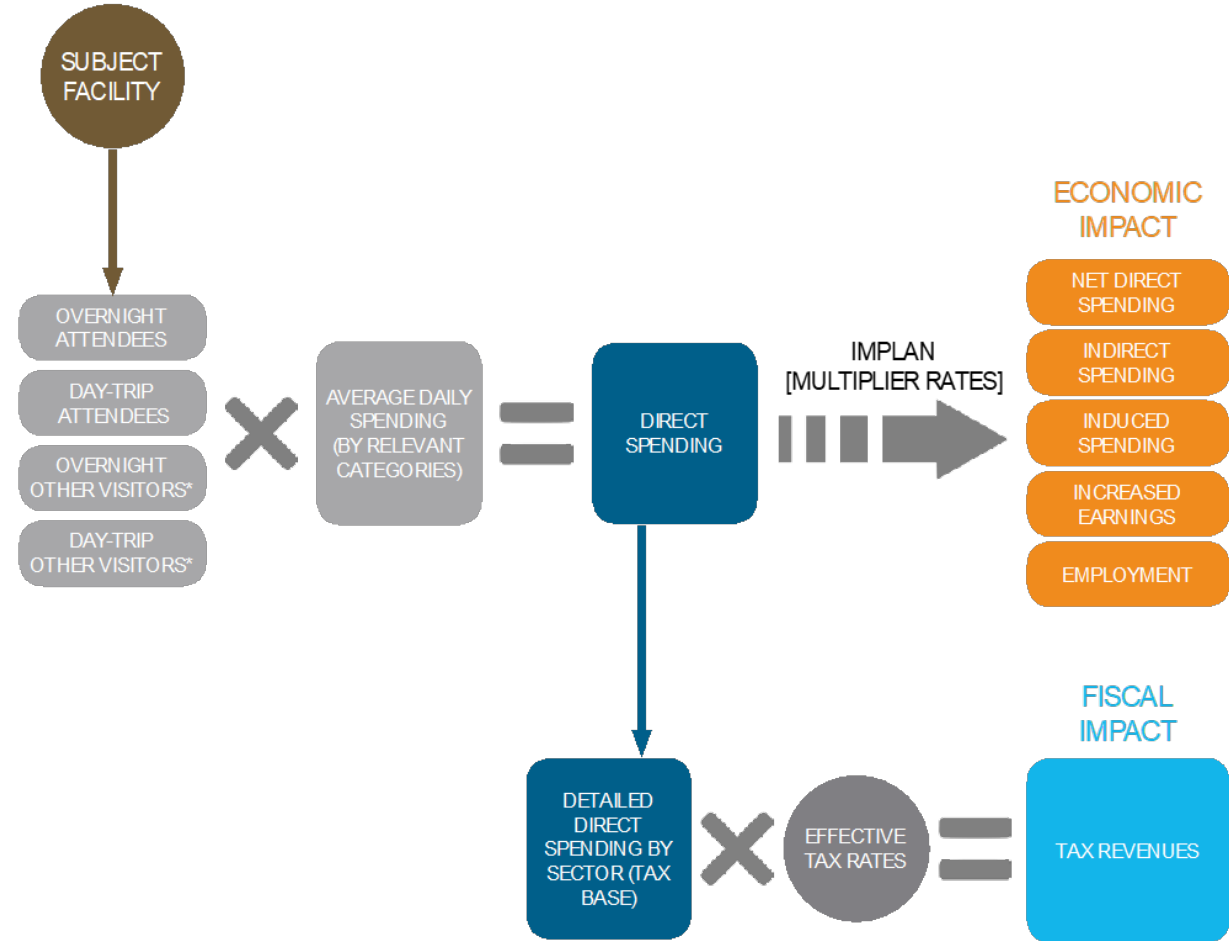 SUBJECT
FACILITY
OVERNIGHT
ATTENDEES
DAY-TRIP
ATTENDEES
OVERNIGHT
OTHER VISITORS*
DAY-TRIP
OTHER VISITORS*
AVERAGE DAILY
SPENDING
(BY RELEVANT
CATEGORIES)
DIRECT
SPENDING
IMPLAN
[MULTIPLIER RATES]
ECONOMIC
IMPACT
NET DIRECT
SPENDING
INDIRECT
SPENDING
INDUCED
SPENDING
INCREASED
EARNINGS
EMPLOYMENT
DETAILED
DIRECT
SPENDING BY
SECTOR (TAX
BASE)
EFFECTIVE
TAX RATES
FISCAL
IMPACT
TAX REVENUES